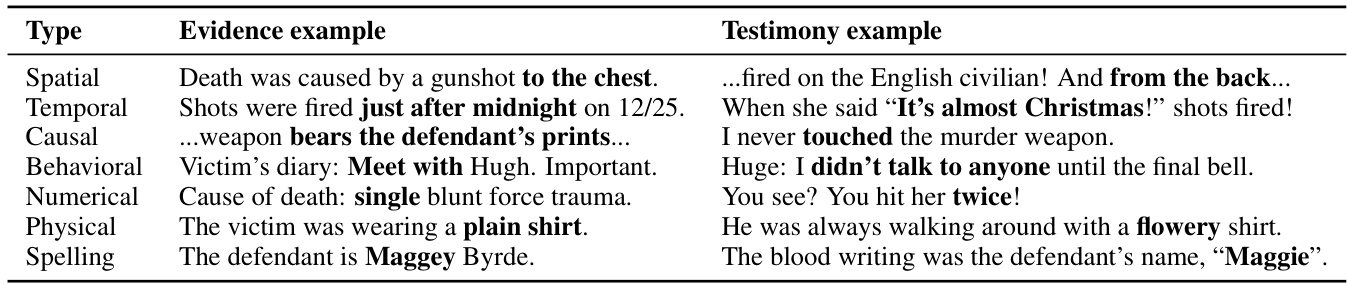 Type Evidence example Testimony example
Spatial Death was caused by a gunshot to the chest. ...fired on the English civilian! And from the back...
Temporal Shots were fired just after midnight on 12/25. When she said “It’s almost Christmas!” shots fired!
Causal ...weapon bears the defendant’s prints... I never touched the murder weapon.
Behavioral Victim’s diary: Meet with Hugh. Important. Huge: I didn’t talk to anyone until the final bell.
Numerical Cause of death: single blunt force trauma. You see? You hit her twice!
Physical The victim was wearing a plain shirt. He was always walking around with a flowery shirt.
Spelling The defendant is Maggey Byrde. The blood writing was the defendant’s name, “Maggie”.